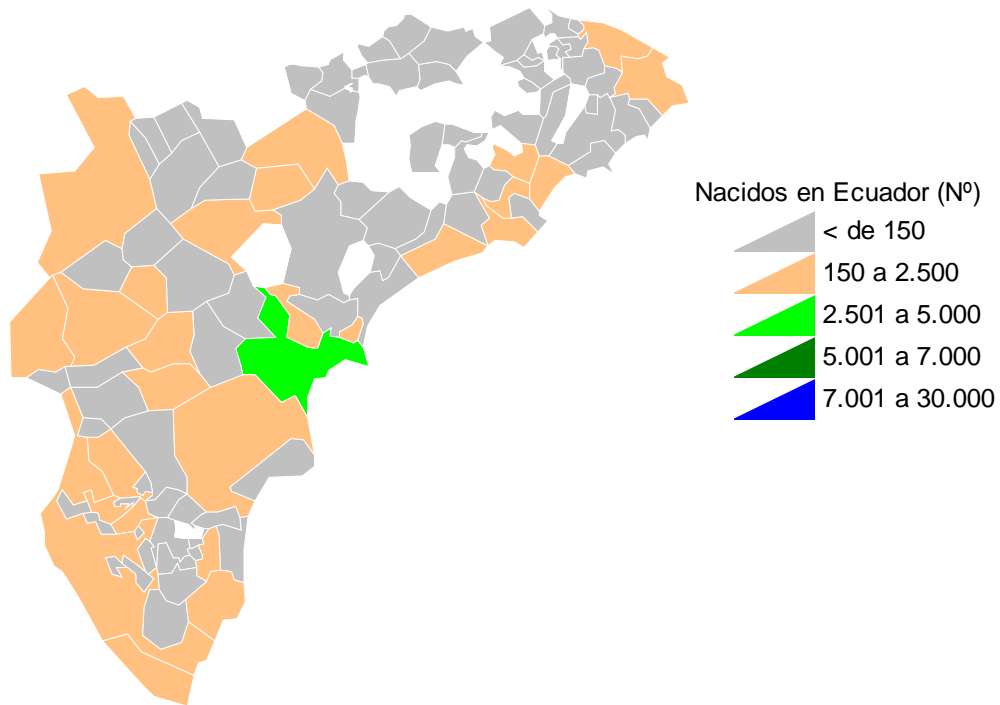 Nacidos en Ecuador (Nº)
< de 150
150 a 2.500
2.501 a 5.000
5.001 a 7.000
7.001 a 30.000